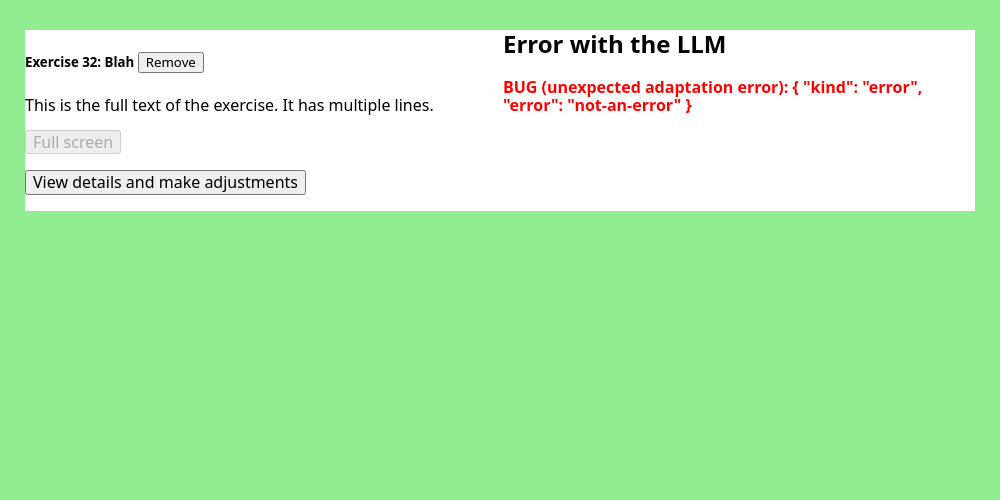 Exercise 32: Blah Remove
This is the full text of the exercise. It has multiple lines.
Full screen
View details and make adjustments
Error with the LLM
BUG (unexpected adaptation error): { "kind": "error",
"error": "not-an-error" }